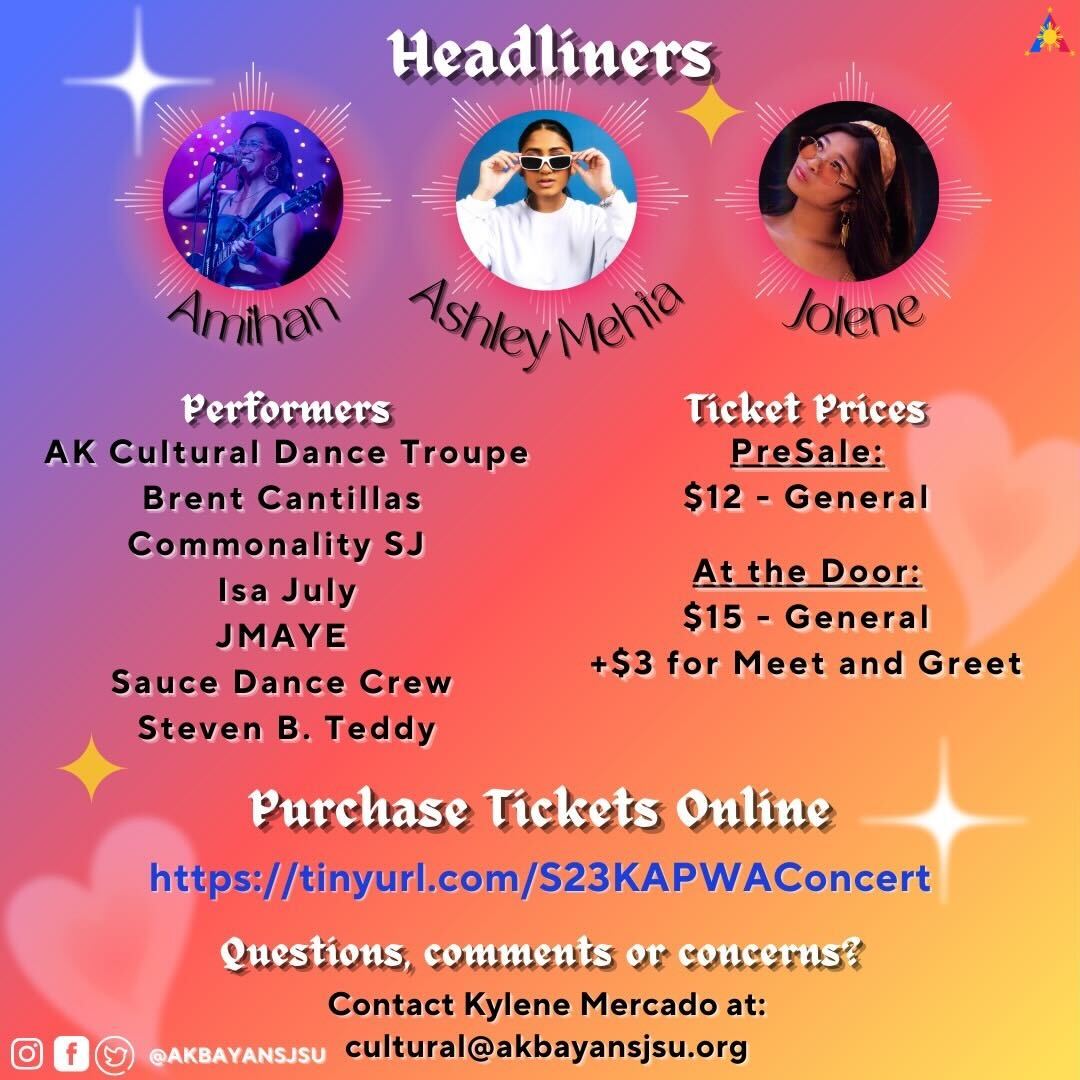 Headliners
Amihan
Ashley Mehta
Jolene
Performers
AK Cultural Dance Troupe
Brent Cantillas
Commonality SJ
Isa July
JMAYE
Sauce Dance Crew
Steven B. Teddy
Ticket Prices
PreSale:
$12 - General
At the Door:
$15 - General
+$3 for Meet and Greet
Purchase Tickets Online
https://tinyurl.com/S23KAPWAConcert
Questions, comments or concerns?
Contact Kylene Mercado at:
cultural@akbayansjsu.org
@AKBAYANSJSU